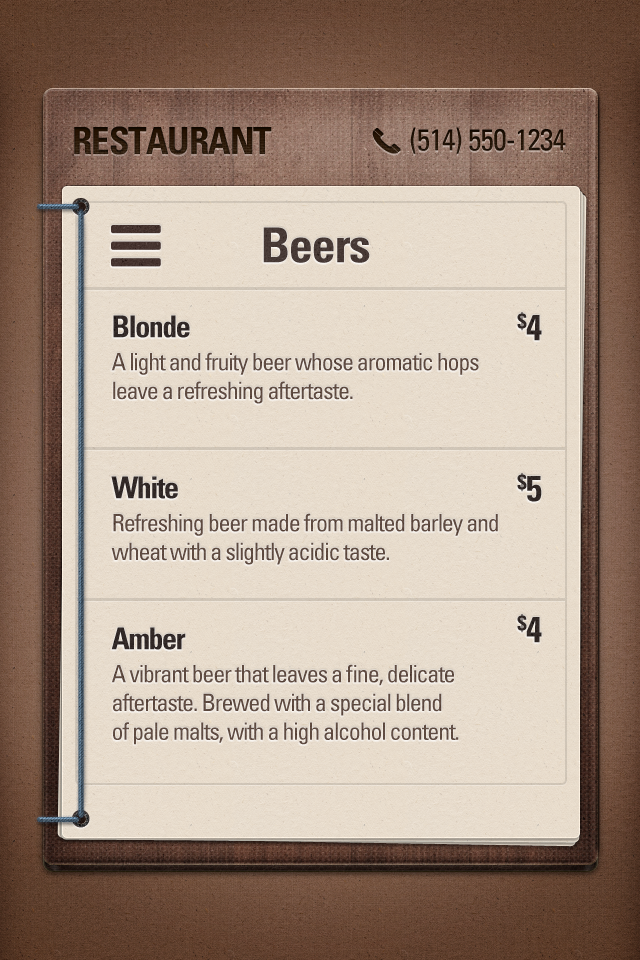 RESTAURANT
(514) 550-1234
Beers
Blonde
$4
A light and fruity beer whose aromatic hops
leave a refreshing aftertaste.
White
$5
Refreshing beer made from malted barley and
wheat with a slightly acidic taste.
Amber
$4
A vibrant beer that leaves a fine, delicate
aftertaste. Brewed with a special blend
of pale malts, with a high alcohol content.